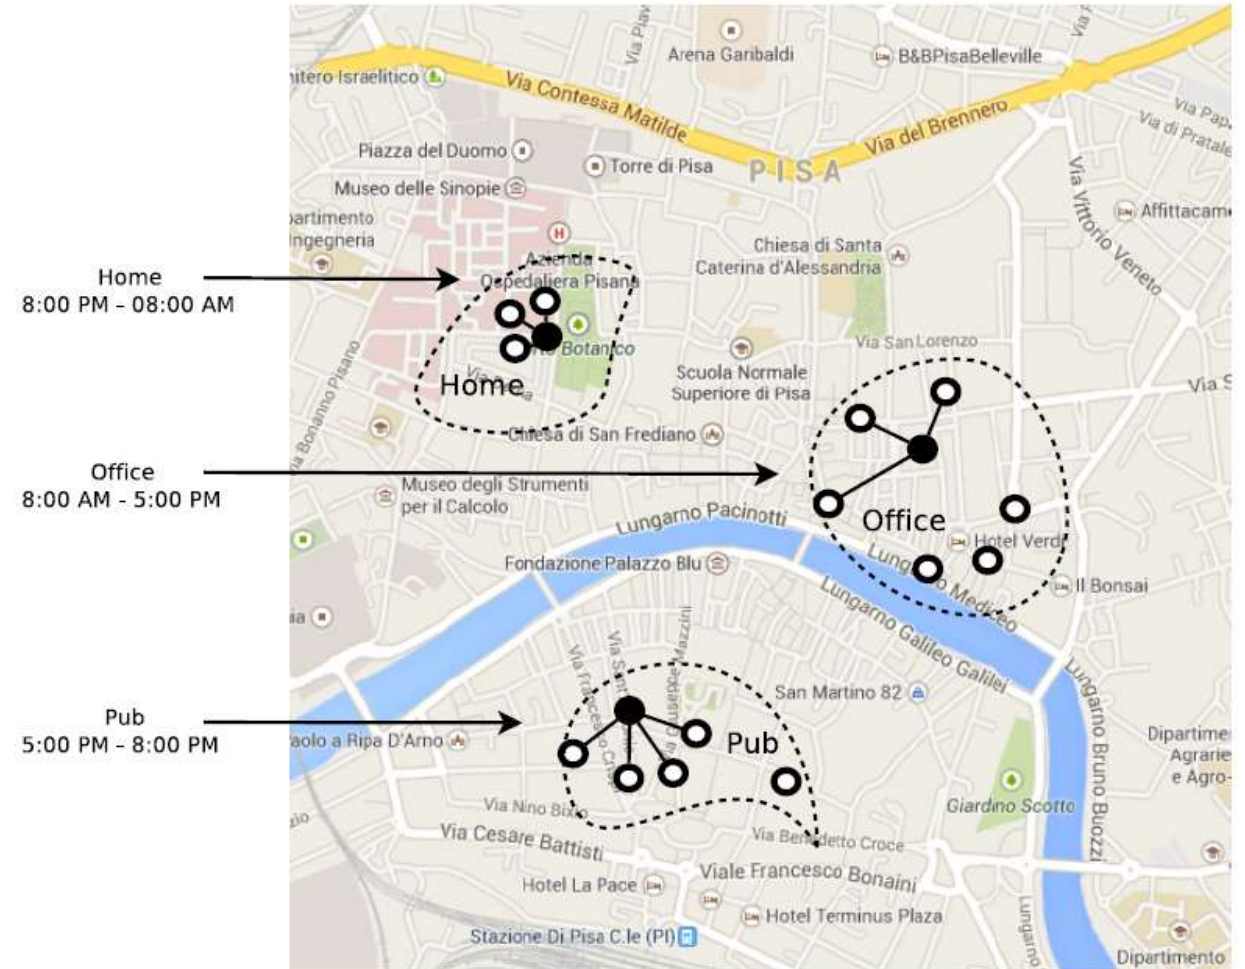 Home
8:00 PM – 08:00 AM
Office
8:00 AM - 5:00 PM
Pub
5:00 PM – 8:00 PM
Arena Garibaldi
B&BPisaBelleville
Via Contessa Matilde
Via del Brennero
PISA
Piazza del Duomo
Torre di Pisa
Museo delle Sinopie
Via Vittorio Veneto
Chiesa di Santa
Caterina d'Alessandria
Azienda
Ospedaliera Pisana
Home
Via San Lorenzo
Scuola Normale
Superiore di Pisa
Chiesa di San Frediano
Museo degli Strumenti
per il Calcolo
Lungarno Pacinotti
Office
Hotel Verdi
Fondazione Palazzo Blu
Il Bonsai
Lungarno Galileo Galilei
San Martino 82
Pub
Lungarno Bruno Buozzi
Giardino Scotto
Via Nino Bixio
Via Cesare Battisti
Via Benedetto Croce
Viale Francesco Bonaini
Hotel La Pace
Hotel Terminus Plaza
Stazione Di Pisa C.le (PI)
Dipartimento